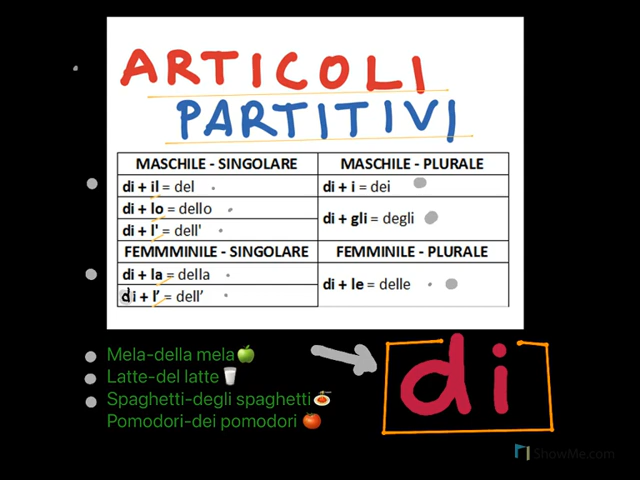 ARTICOLI
PARTITIVI
MASCHILE - SINGOLARE
MASCHILE - PLURALE
di + il = del
di + i = dei
di + lo = dello
di + gli = degli
di + l' = dell'
FEMMMINILE - SINGOLARE
FEMMINILE - PLURALE
di + la = della
di + le = delle
di + l’ = dell’
Mela-della mela
Latte-del latte
Spaghetti-degli spaghetti
Pomodori-dei pomodori
di
ShowMe.com